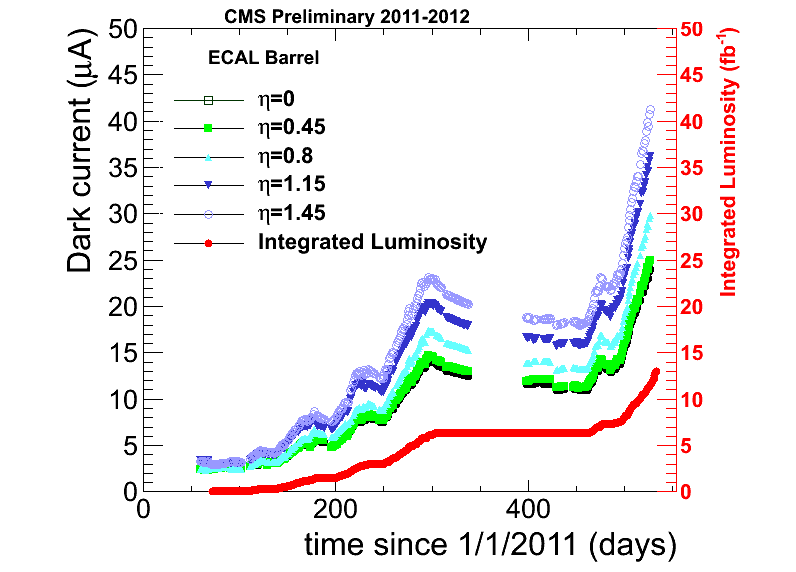 CMS Preliminary 2011-2012
ECAL Barrel
η=0
η=0.45
η=0.8
η=1.15
η=1.45
Integrated Luminosity
Dark current (μA)
50
45
40
35
30
25
20
15
10
5
0
Integrated Luminosity (fb⁻¹)
50
45
40
35
30
25
20
15
10
5
0
0 200 400
time since 1/1/2011 (days)